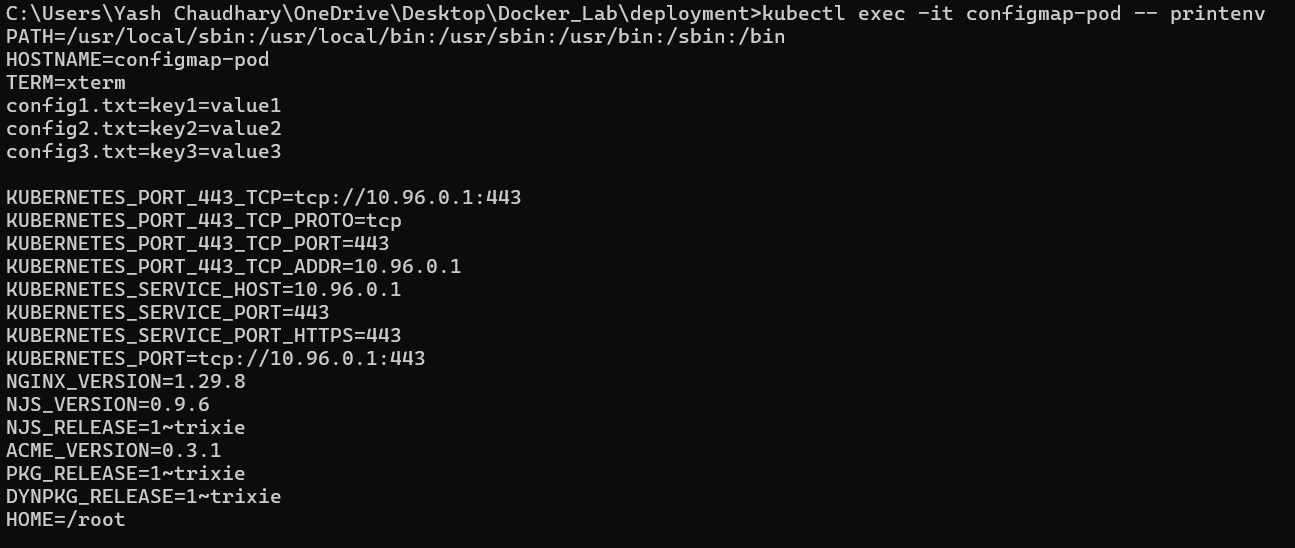 C:\Users\Yash Chaudhary\OneDrive\Desktop\Docker_Lab\deployment>kubectl exec -it configmap-pod -- printenv
PATH=/usr/local/sbin:/usr/local/bin:/usr/sbin:/usr/bin:/sbin:/bin
HOSTNAME=configmap-pod
TERM=xterm
config1.txt=key1=value1
config2.txt=key2=value2
config3.txt=key3=value3

KUBERNETES_PORT_443_TCP=tcp://10.96.0.1:443
KUBERNETES_PORT_443_TCP_PROTO=tcp
KUBERNETES_PORT_443_TCP_PORT=443
KUBERNETES_PORT_443_TCP_ADDR=10.96.0.1
KUBERNETES_SERVICE_HOST=10.96.0.1
KUBERNETES_SERVICE_PORT=443
KUBERNETES_SERVICE_PORT_HTTPS=443
KUBERNETES_PORT=tcp://10.96.0.1:443
NGINX_VERSION=1.29.8
NJS_VERSION=0.9.6
NJS_RELEASE=1~trixie
ACME_VERSION=0.3.1
PKG_RELEASE=1~trixie
DYNPKG_RELEASE=1~trixie
HOME=/root